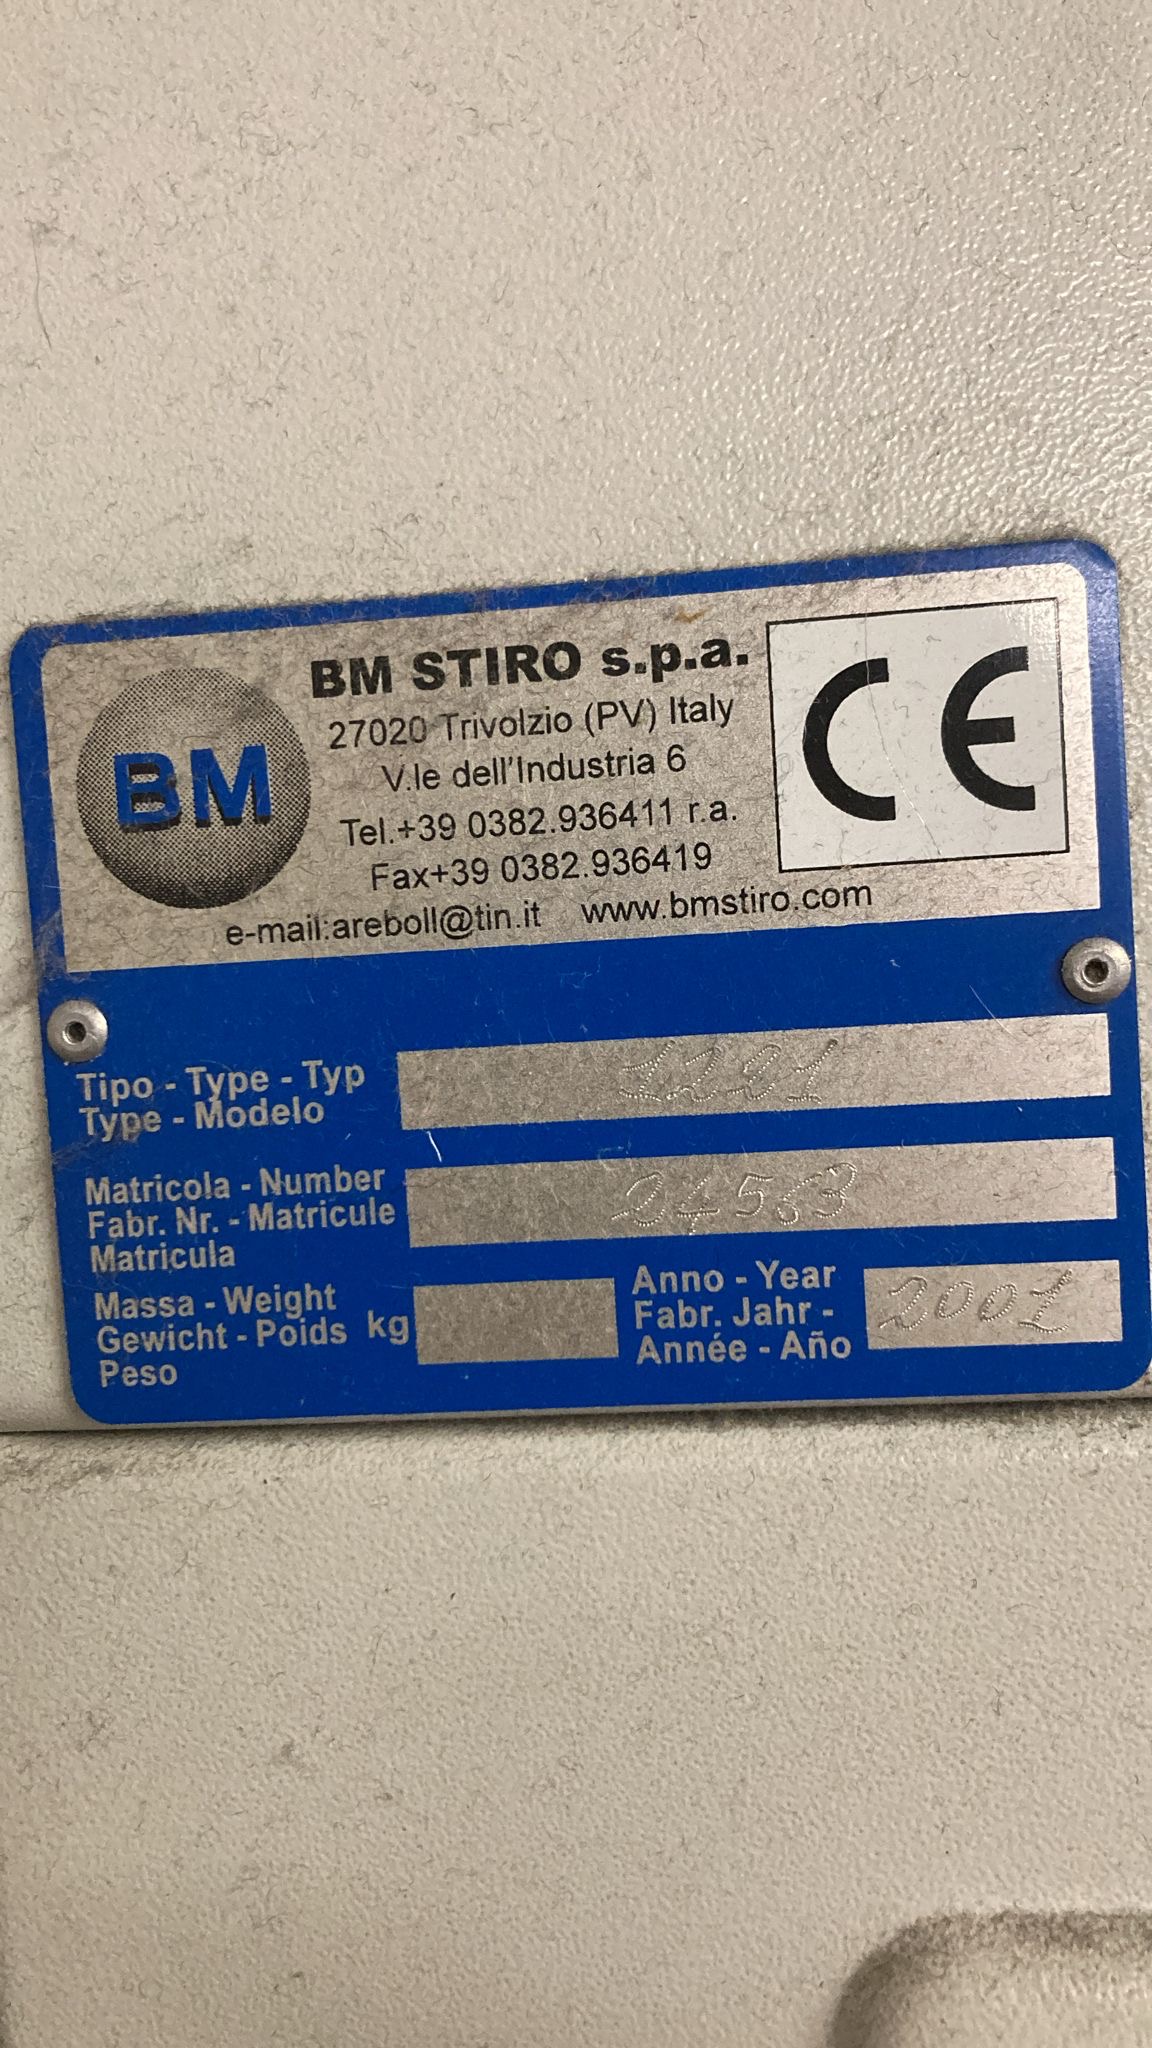 BM
BM STIRO s.p.a.
27020 Trivolzio (PV) Italy
V.le dell'Industria 6
Tel.+39 0382.936411 r.a.
Fax+39 0382.936419
e-mail:areboll@tin.it www.bmstiro.com
CE
Tipo - Type - Typ
Type - Modelo
Matricola - Number
Fabr. Nr. - Matricule
Matricula
24563
Massa - Weight
Gewicht - Poids kg
Peso
Anno - Year
Fabr. Jahr -
Année - Año
2001